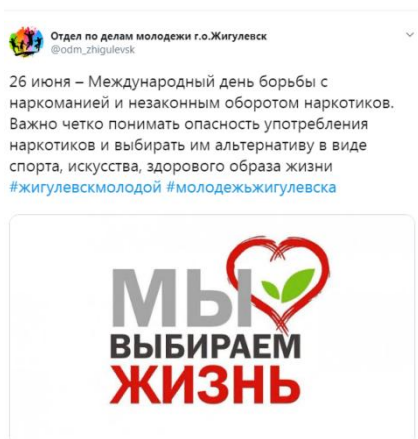 Отдел по делам молодежи г.о.Жигулевск
@odm_zhigulevsk
26 июня – Международный день борьбы с
наркоманией и незаконным оборотом наркотиков.
Важно четко понимать опасность употребления
наркотиков и выбирать им альтернативу в виде
спорта, искусства, здорового образа жизни
#жигулевскмолодой #молодежьжигулевска
МЫ
ВЫБИРАЕМ
ЖИЗНЬ